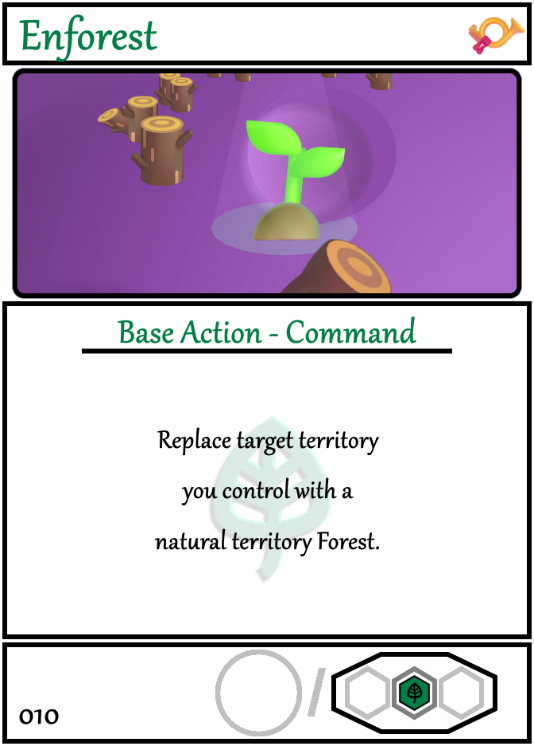 Enforest
Base Action - Command
Replace target territory
you control with a
natural territory Forest.
010
/